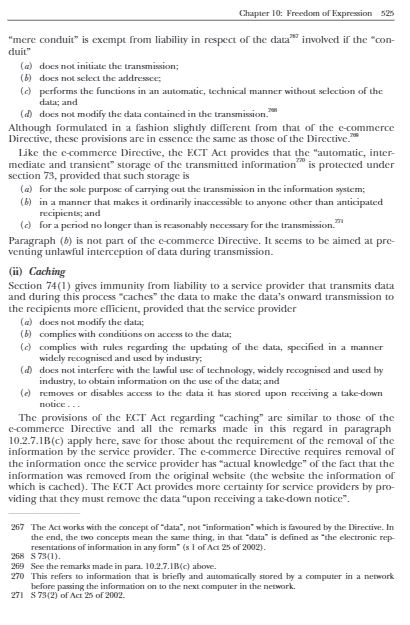 Chapter 10: Freedom of Expression 525
“mere conduit” is exempt from liability in respect of the data267 involved if the “con-
duit”
(a) does not initiate the transmission;
(b) does not select the addressee;
(c) performs the functions in an automatic, technical manner without selection of the
data; and
(d) does not modify the data contained in the transmission.268
Although formulated in a fashion slightly different from that of the e-commerce
Directive, these provisions are in essence the same as those of the Directive.269
Like the e-Commerce Directive, the ECT Act provides that the “automatic, inter-
mediate and transient” storage of the transmitted information270 is protected under
section 73, provided that such storage is
(a) for the sole purpose of carrying out the transmission in the information system;
(b) in a manner that makes it ordinarily inaccessible to anyone other than anticipated
recipients; and
(c) for a period no longer than is reasonably necessary for the transmission.271
Paragraph (b) is not part of the e-commerce Directive. It seems to be aimed at pre-
venting unlawful interception of data during transmission.
(ii) Caching
Section 74(1) gives immunity from liability to a service provider that transmits data
and during this process “caches” the data to make the data’s onward transmission to
the recipients more efficient, provided that the service provider
(a) does not modify the data;
(b) complies with conditions on access to the data;
(c) complies with rules regarding the updating of the data, specified in a manner
widely recognised and used by industry;
(d) does not interfere with the lawful use of technology, widely recognised and used by
industry, to obtain information on the use of the data; and
(e) removes or disables access to the data it has stored upon receiving a take-down
notice . . .
The provisions of the ECT Act regarding “caching” are similar to those of the
e-commerce Directive and all the remarks made in this regard in paragraph
10.2.7.1B(c) apply here, save for those about the requirement of the removal of the
information by the service provider. The e-commerce Directive requires removal of
the information once the service provider has “actual knowledge” of the fact that the
information was removed from the original website (the website the information of
which is cached). The ECT Act provides more certainty for service providers by pro-
viding that they must remove the data “upon receiving a take-down notice”.
267 The Act works with the concept of “data”, not “information” which is favoured by the Directive. In
the end, the two concepts mean the same thing, in that “data” is defined as “the electronic rep-
resentations of information in any form” (s 1 of Act 25 of 2002).
268 S 73(1).
269 See the remarks made in para. 10.2.7.1B(c) above.
270 This refers to information that is briefly and automatically stored by a computer in a network
before passing the information on to the next computer in the network.
271 S 73(2) of Act 25 of 2002.